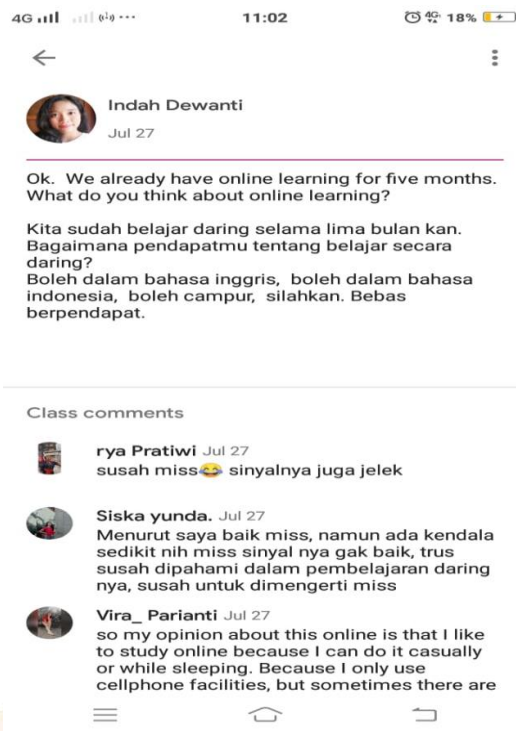 4G 11:02 4G 18%
Indah Dewanti
Jul 27
Ok. We already have online learning for five months.
What do you think about online learning?
Kita sudah belajar daring selama lima bulan kan.
Bagaimana pendapatmu tentang belajar secara
daring?
Boleh dalam bahasa inggris, boleh dalam bahasa
indonesia, boleh campur, silahkan. Bebas
berpendapat.
Class comments
rya Pratiwi Jul 27
susah miss😂 sinyalnya juga jelek
Siska yunda. Jul 27
Menurut saya baik miss, namun ada kendala
sedikit nih miss sinyal nya gak baik, trus
susah dipahami dalam pembelajaran daring
nya, susah untuk dimengerti miss
Vira_ Parianti Jul 27
so my opinion about this online is that I like
to study online because I can do it casually
or while sleeping. Because I only use
cellphone facilities, but sometimes there are